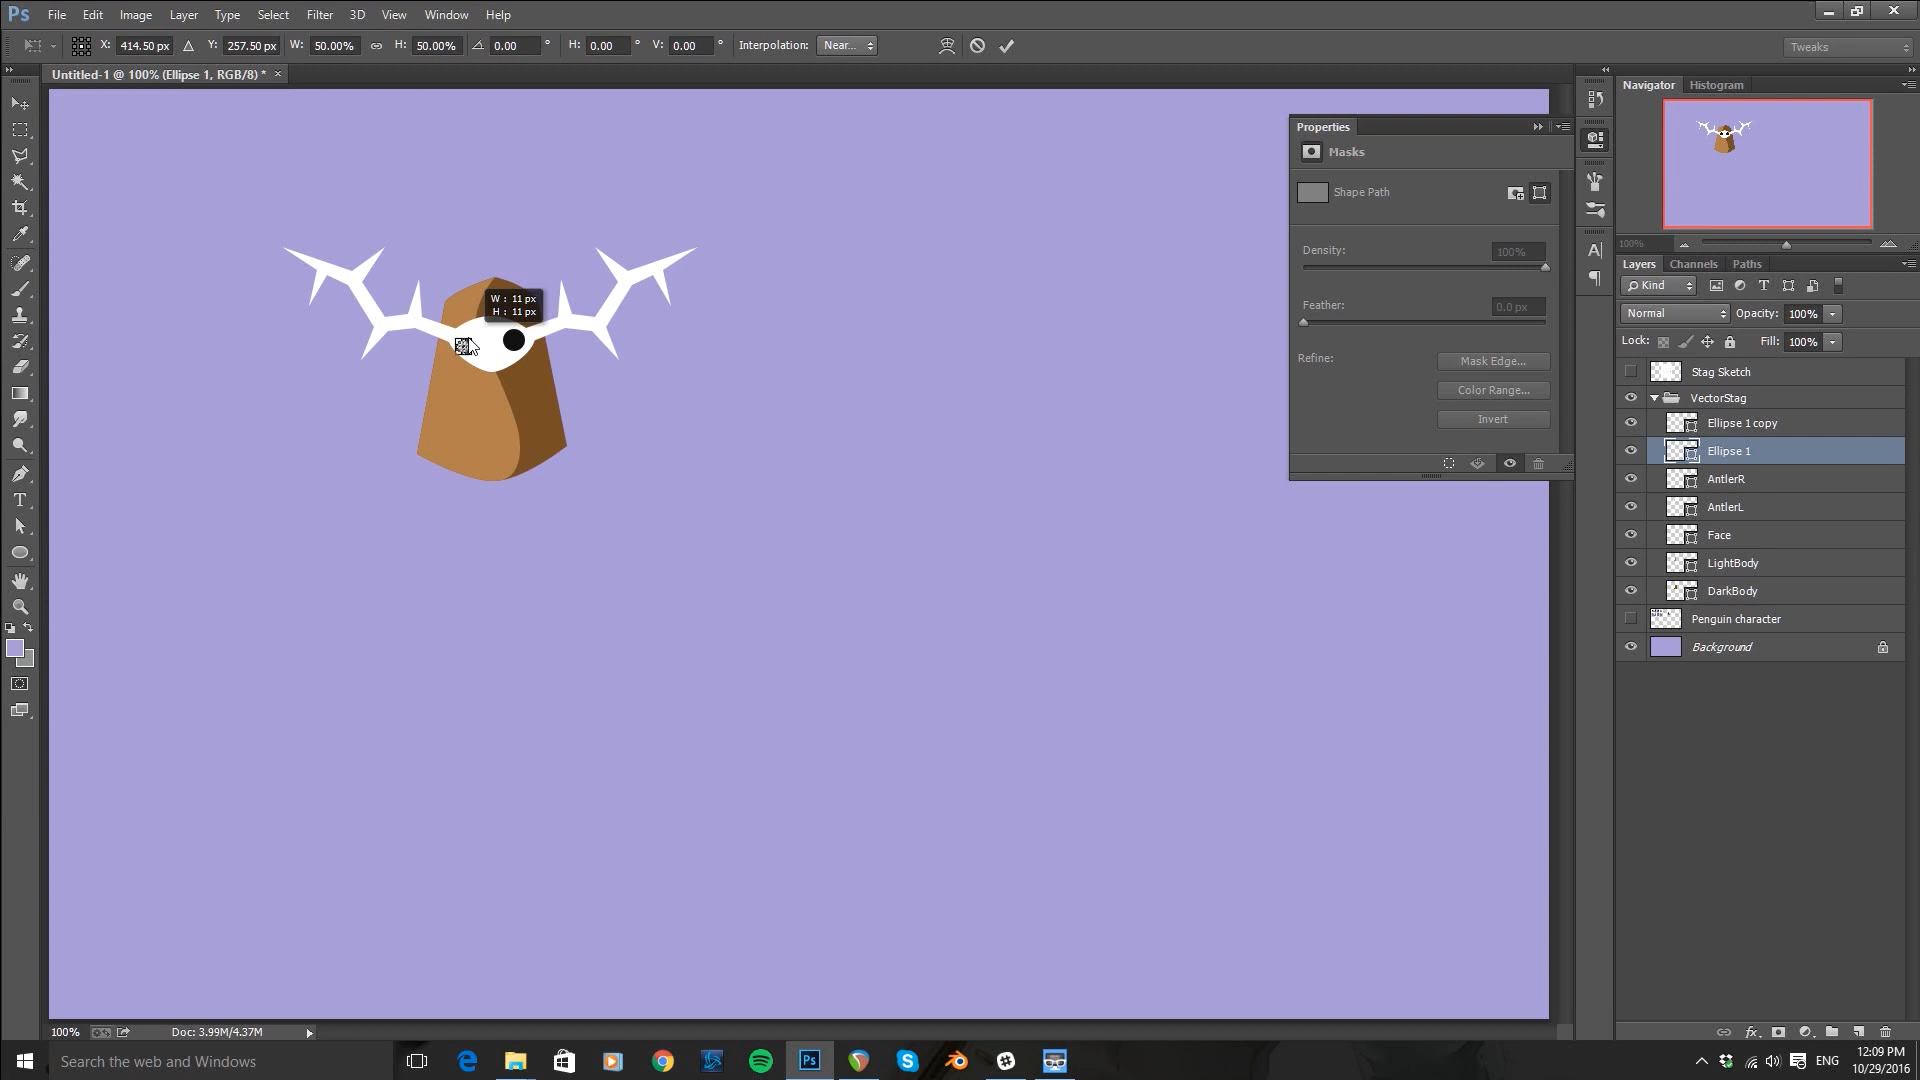 Ps File Edit Image Layer Type Select Filter 3D View Window Help
X: 414.50 px Y: 257.50 px W: 50.00% H: 50.00% 0.00 ° H: 0.00 ° V: 0.00 ° Interpolation: Near... Tweaks
Untitled-1 @ 100% (Ellipse 1, RGB/8) * ×
Navigator Histogram
Properties
Masks
Shape Path
Density: 100%
Feather: 0.0 px
Refine: Mask Edge...
Color Range...
Invert
W : 11 px
H : 11 px
100%
Layers Channels Paths
Kind
Normal Opacity: 100%
Lock: Fill: 100%
Stag Sketch
VectorStag
Ellipse 1 copy
Ellipse 1
AntlerR
AntlerL
Face
LightBody
DarkBody
Penguin character
Background
fx
100% Doc: 3.99M/4.37M
Search the web and Windows
Ps
ENG
12:09 PM
10/29/2016